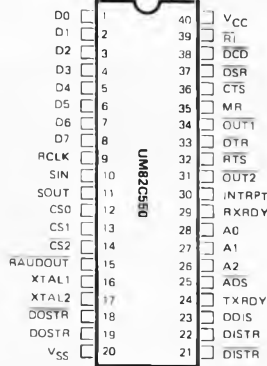 D0 1 40 VCC
D1 2 39 RI
D2 3 38 DCD
D3 4 37 DSR
D4 5 36 CTS
D5 6 35 MR
D6 7 34 OUT1
D7 8 33 DTR
RCLK 9 32 RTS
SIN 10 31 OUT2
SOUT 11 30 INTRPT
CS0 12 29 RXRDY
CS1 13 28 A0
CS2 14 27 A1
BAUDOUT 15 26 A2
XTAL1 16 25 ADS
XTAL2 17 24 TXRDY
DOSTR 18 23 DDIS
DOSTR 19 22 DISTR
VSS 20 21 DISTR
UM82C550